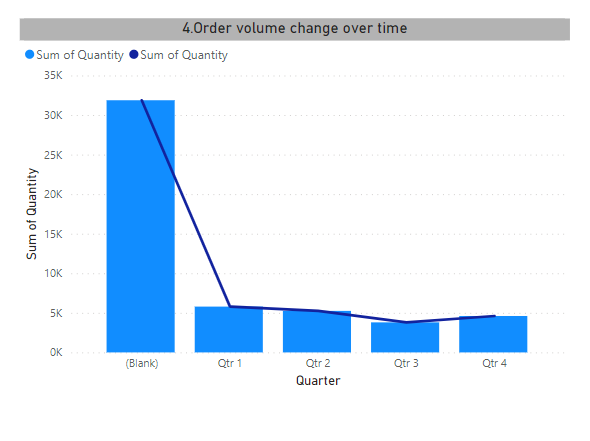 4.Order volume change over time
Sum of Quantity Sum of Quantity
35K
30K
25K
20K
15K
10K
5K
0K
Sum of Quantity
(Blank) Qtr 1 Qtr 2 Qtr 3 Qtr 4
Quarter